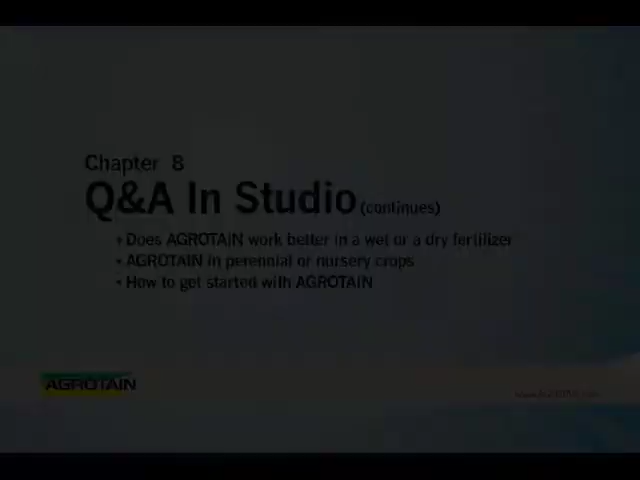 Chapter 8
Q&A In Studio (continues)
• Does AGROTAIN work better in a wet or a dry fertilizer
• AGROTAIN in perennial or nursery crops
• How to get started with AGROTAIN
AGROTAIN